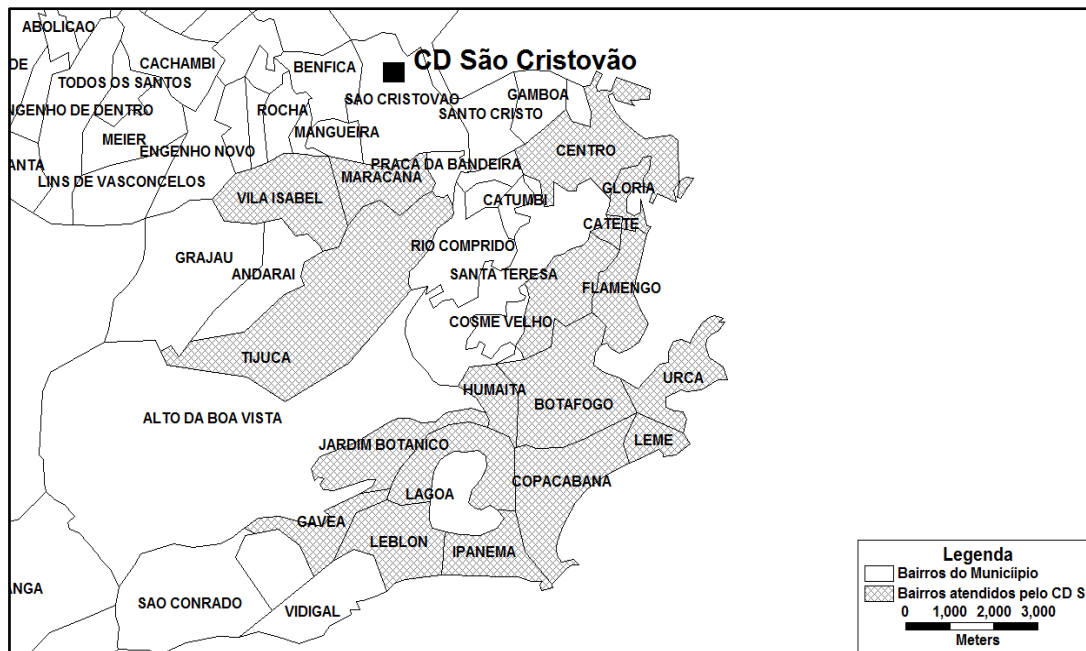 ABOLICAO
CD São Cristovão
CACHAMBI
BENFICA
DE
TODOS OS SANTOS
GAMBOA
SAO CRISTOVAO
NGENHO DE DENTRO
ROCHA
SANTO CRISTO
MANGUEIRA
MEIER
ENGENHO NOVO
CENTRO
ANTA
PRACA DA BANDEIRA
MARACANA
LINS DE VASCONCELOS
GLORIA
VILA ISABEL
CATUMBI
CATETE
RIO COMPRIDO
GRAJAU
ANDARAI
SANTA TERESA
FLAMENGO
COSME VELHO
TIJUCA
URCA
HUMAITA
BOTAFOGO
ALTO DA BOA VISTA
LEME
JARDIM BOTANICO
COPACABANA
LAGOA
GAVEA
LEBLON
IPANEMA
Legenda
Bairros do Municíipio
ANGA
Bairros atendidos pelo CD S
SAO CONRADO
VIDIGAL
0 1,000 2,000 3,000
Meters